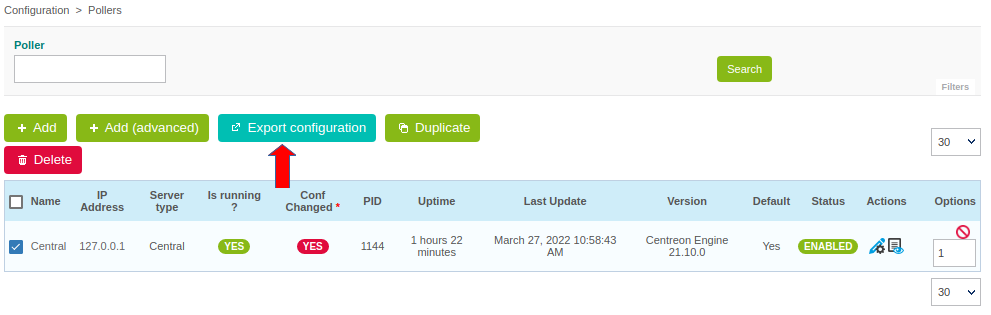 Configuration > Pollers
Poller
Search
Filters
+ Add
+ Add (advanced)
Export configuration
Duplicate
30
Delete
Name
IP
Address
Server
type
Is running
?
Conf
Changed *
PID
Uptime
Last Update
Version
Default
Status
Actions
Options
Central
127.0.0.1
Central
YES
YES
1144
1 hours 22
minutes
March 27, 2022 10:58:43
AM
Centreon Engine
21.10.0
Yes
ENABLED
1
30